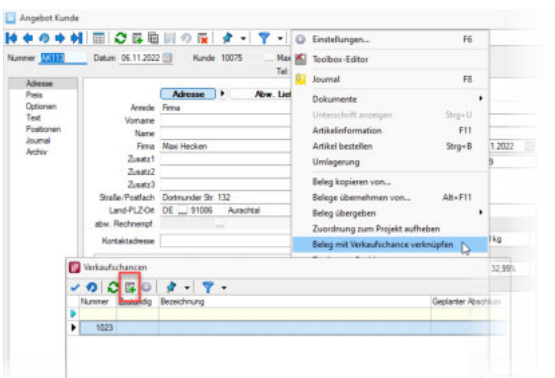 Angebot Kunde
Nummer AK113 Datum 06.11.2022 Kunde 10075 ... Max
Tel:
Adresse
Preis
Optionen
Text
Positionen
Journal
Archiv
Adresse Abw. Lief
Anrede Firma
Vorname
Name
Firma Maxi Hecken
Zusatz1
Zusatz2
Zusatz3
Straße/Postfach Dortmunder Str. 132
Land-PLZ-Ort DE ... 91086 Aurachtal
abw. Rechnempf. ...
Kontaktadresse
Einstellungen... F6
Toolbox-Editor
Journal F8
Dokumente
Unterschrift anzeigen Strg+U
Artikelinformation F11
Artikel bestellen Strg+B
Umlagerung
Beleg kopieren von...
Belege übernehmen von... Alt+F11
Beleg übergeben
Zuordnung zum Projekt aufheben
Beleg mit Verkaufschance verknüpfen
1.2022
kg
32,99%
Verkaufschancen
Nummer Zuständig Bezeichnung Geplanter Abschluss
1023